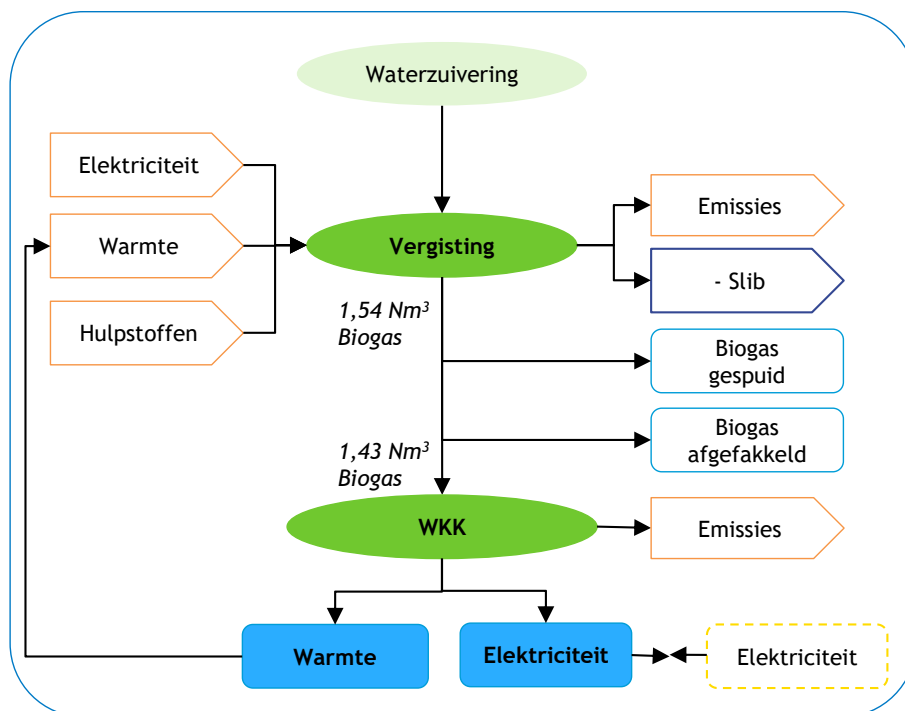 Waterzuivering
Elektriciteit
Warmte
Hulpstoffen
Vergisting
Emissies
- Slib
1,54 Nm³
Biogas
Biogas
gespuid
Biogas
afgefakkeld
1,43 Nm³
Biogas
WKK
Emissies
Warmte
Elektriciteit
Elektriciteit